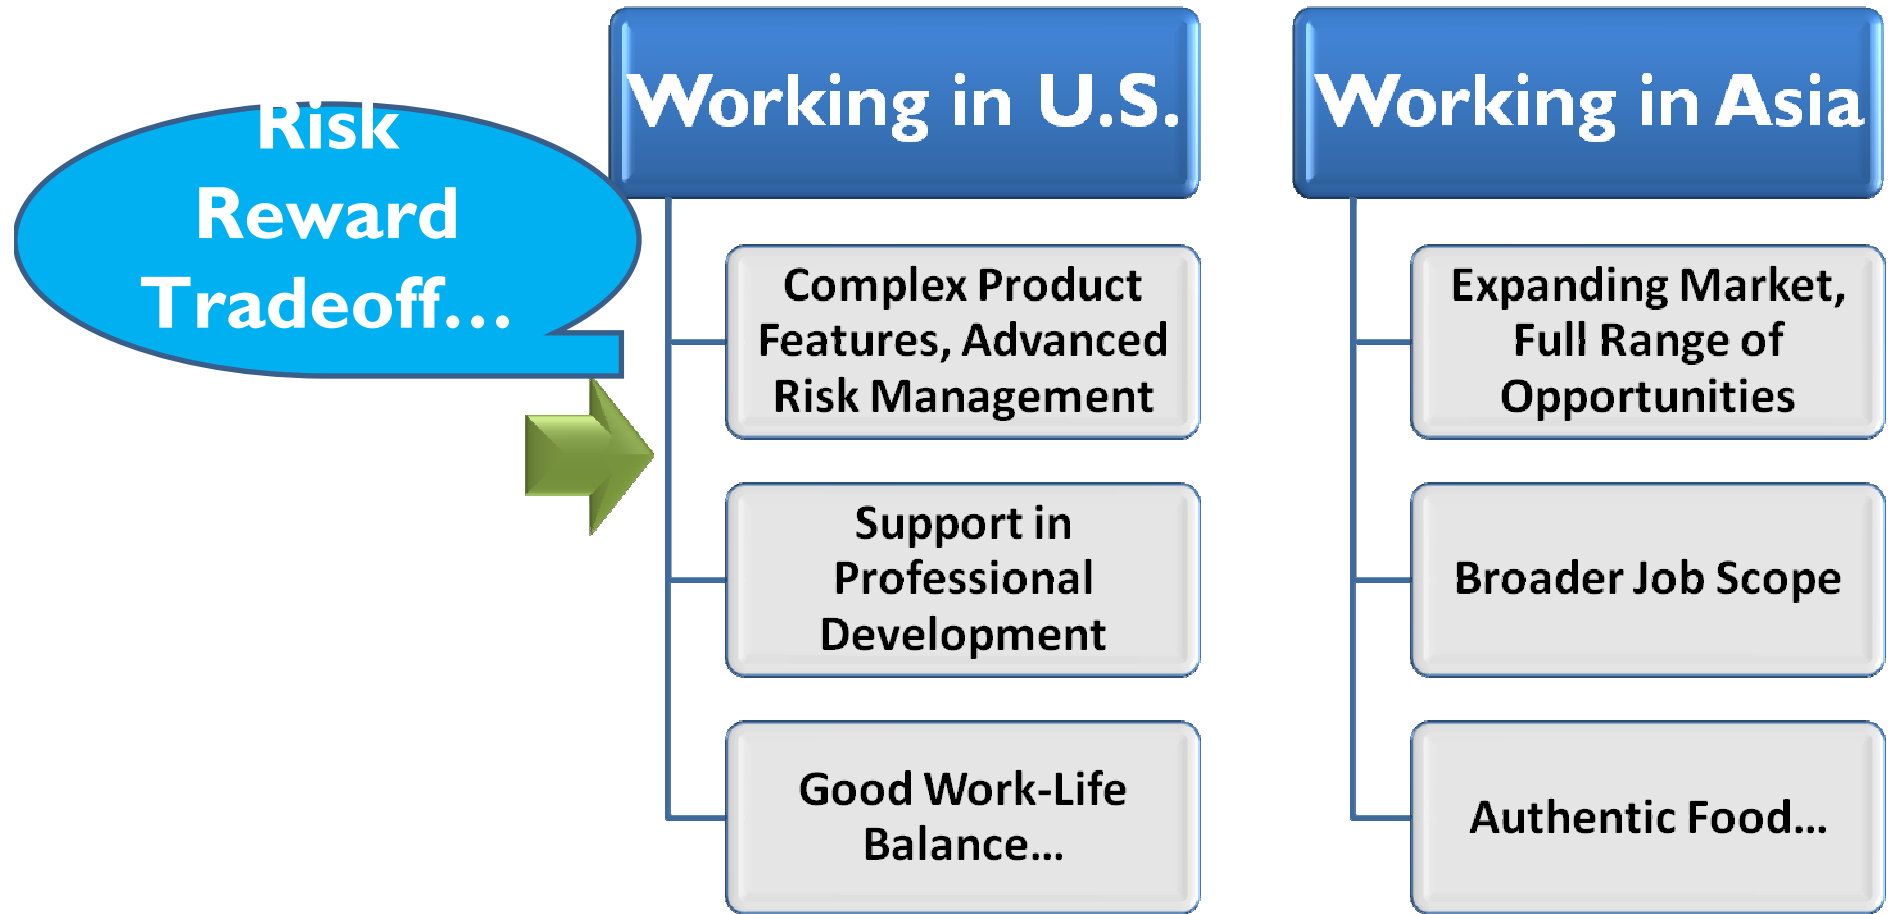 Risk
Reward
Tradeoff...
Working in U.S.
Complex Product
Features, Advanced
Risk Management
Support in
Professional
Development
Good Work-Life
Balance...
Working in Asia
Expanding Market,
Full Range of
Opportunities
Broader Job Scope
Authentic Food...